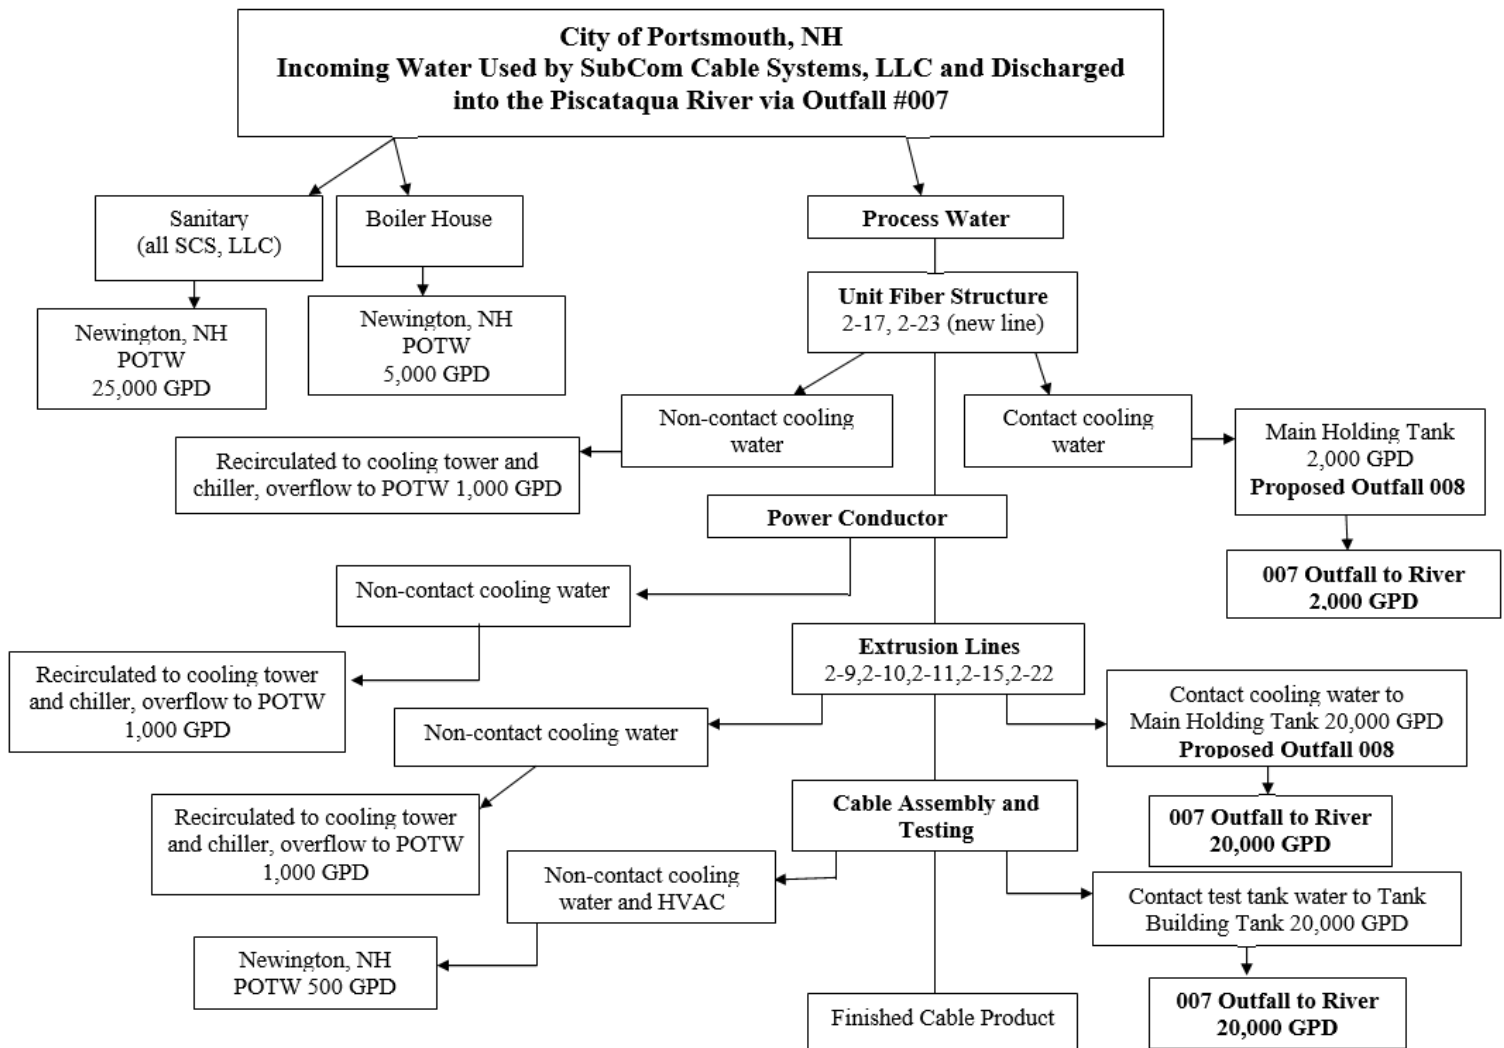 City of Portsmouth, NH
Incoming Water Used by SubCom Cable Systems, LLC and Discharged
into the Piscataqua River via Outfall #007
Sanitary
(all SCS, LLC)
Boiler House
Process Water
Newington, NH
POTW
25,000 GPD
Newington, NH
POTW
5,000 GPD
Unit Fiber Structure
2-17, 2-23 (new line)
Non-contact cooling
water
Contact cooling
water
Main Holding Tank
2,000 GPD
Proposed Outfall 008
Recirculated to cooling tower and
chiller, overflow to POTW 1,000 GPD
Power Conductor
007 Outfall to River
2,000 GPD
Non-contact cooling water
Extrusion Lines
2-9,2-10,2-11,2-15,2-22
Recirculated to cooling tower
and chiller, overflow to POTW
1,000 GPD
Non-contact cooling water
Contact cooling water to
Main Holding Tank 20,000 GPD
Proposed Outfall 008
Recirculated to cooling tower
and chiller, overflow to POTW
1,000 GPD
Cable Assembly and
Testing
007 Outfall to River
20,000 GPD
Non-contact cooling
water and HVAC
Contact test tank water to Tank
Building Tank 20,000 GPD
Newington, NH
POTW 500 GPD
Finished Cable Product
007 Outfall to River
20,000 GPD